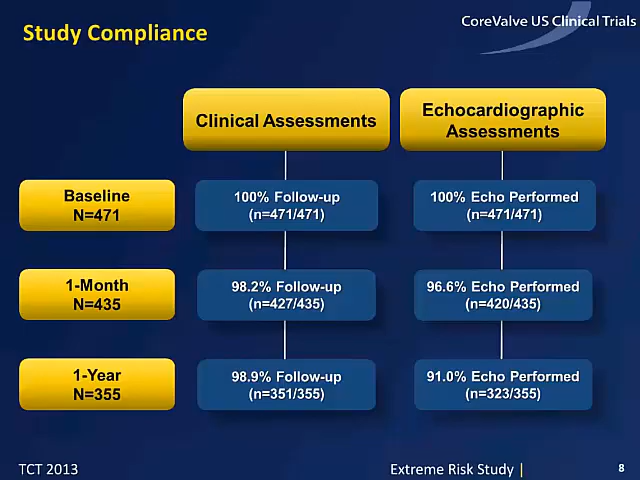 Study Compliance
CoreValve US Clinical Trials
Clinical Assessments
Echocardiographic
Assessments
Baseline
N=471
100% Follow-up
(n=471/471)
100% Echo Performed
(n=471/471)
1-Month
N=435
98.2% Follow-up
(n=427/435)
96.6% Echo Performed
(n=420/435)
1-Year
N=355
98.9% Follow-up
(n=351/355)
91.0% Echo Performed
(n=323/355)
TCT 2013
Extreme Risk Study |
8